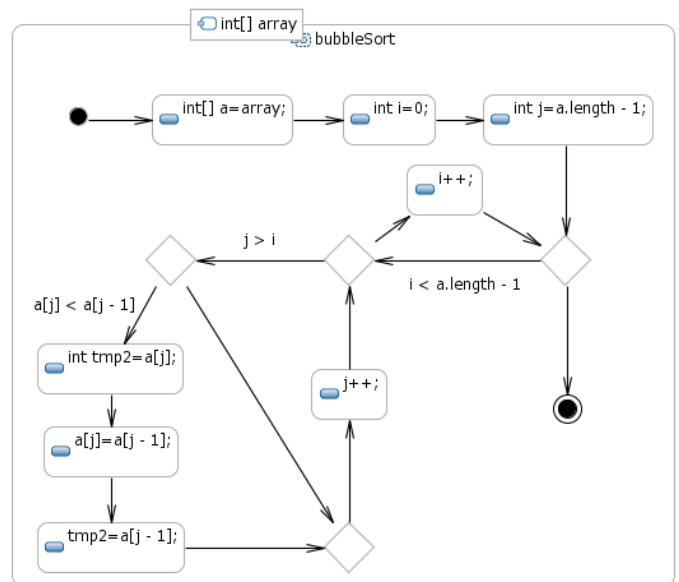 int[] array
bubbleSort
int[] a=array;
int i=0;
int j=a.length - 1;
i++;
j > i
i < a.length - 1
a[j] < a[j - 1]
int tmp2=a[j];
j++;
a[j]=a[j - 1];
tmp2=a[j - 1];